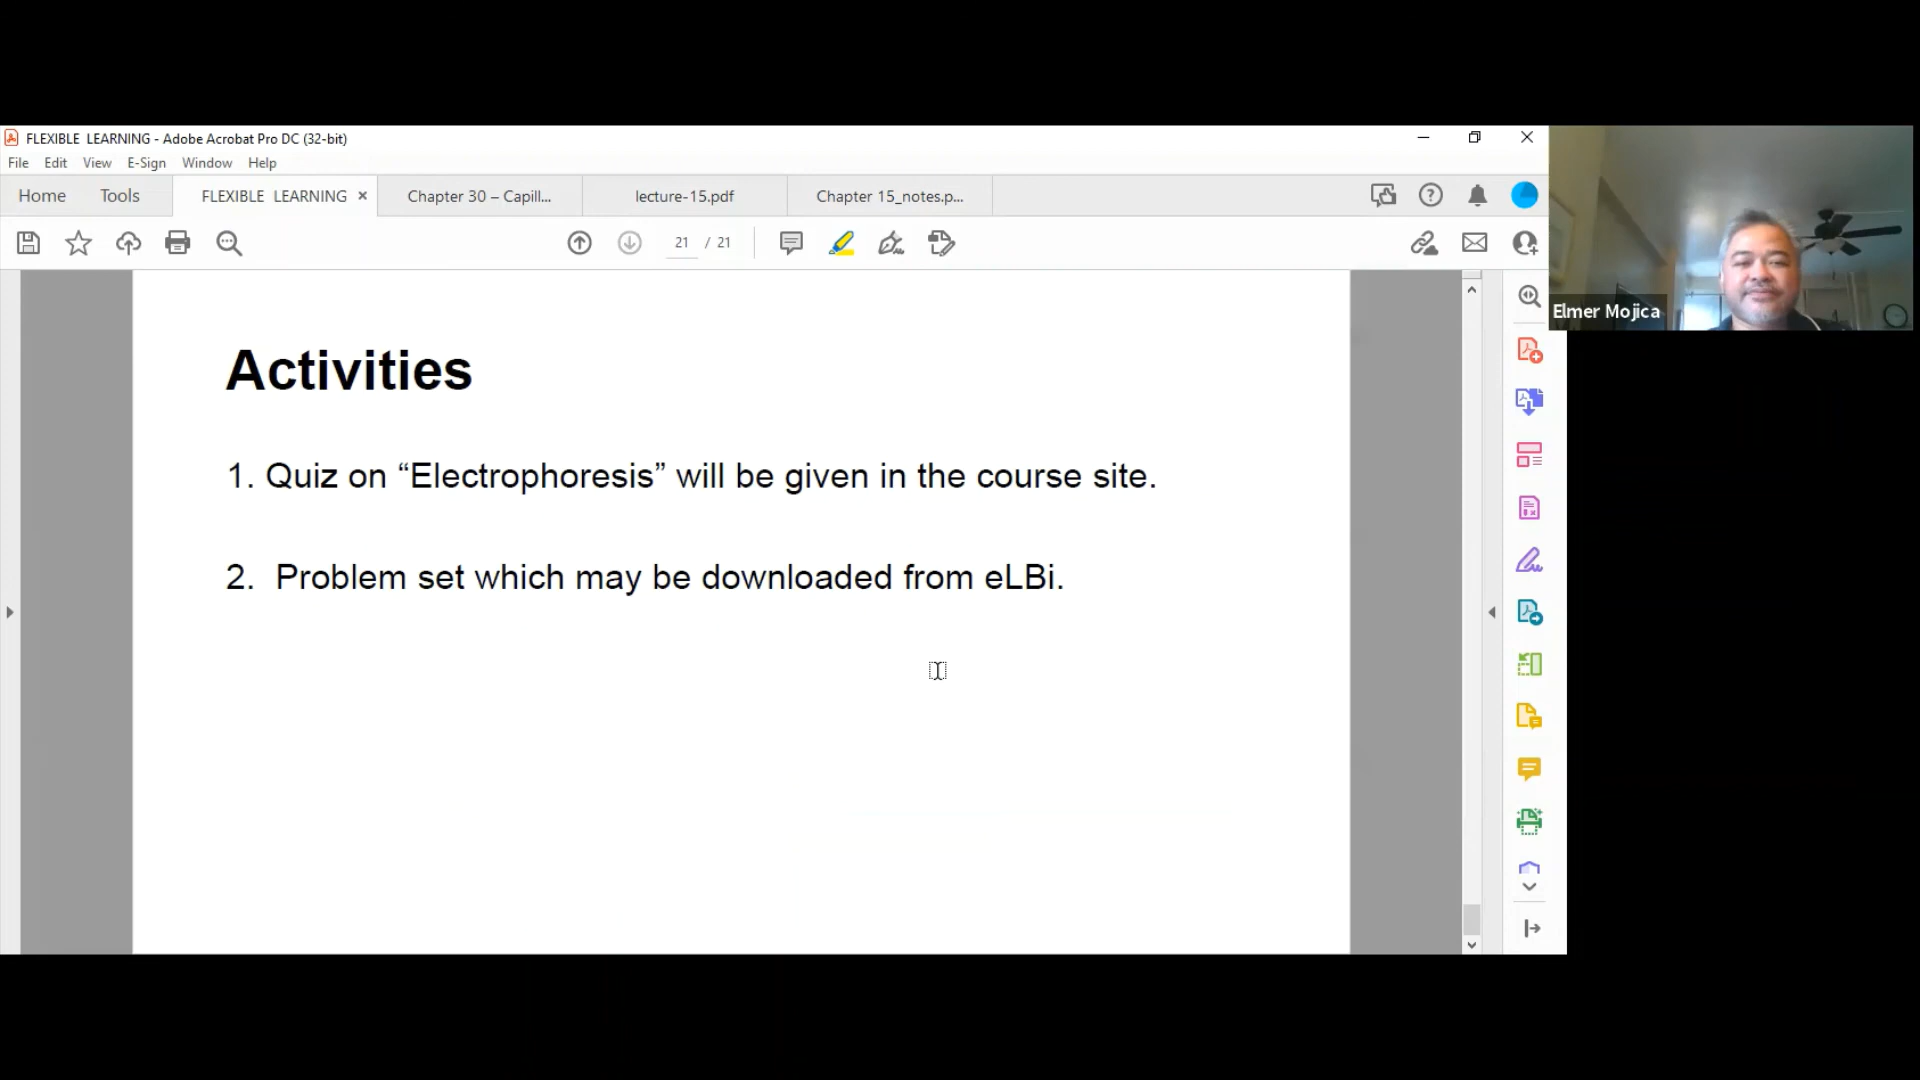 FLEXIBLE LEARNING - Adobe Acrobat Pro DC (32-bit)
File Edit View E-Sign Window Help
Home Tools FLEXIBLE LEARNING × Chapter 30 – Capill... lecture-15.pdf Chapter 15_notes.p...
21 / 21
Elmer Mojica
Activities
1. Quiz on “Electrophoresis” will be given in the course site.
2. Problem set which may be downloaded from eLBi.